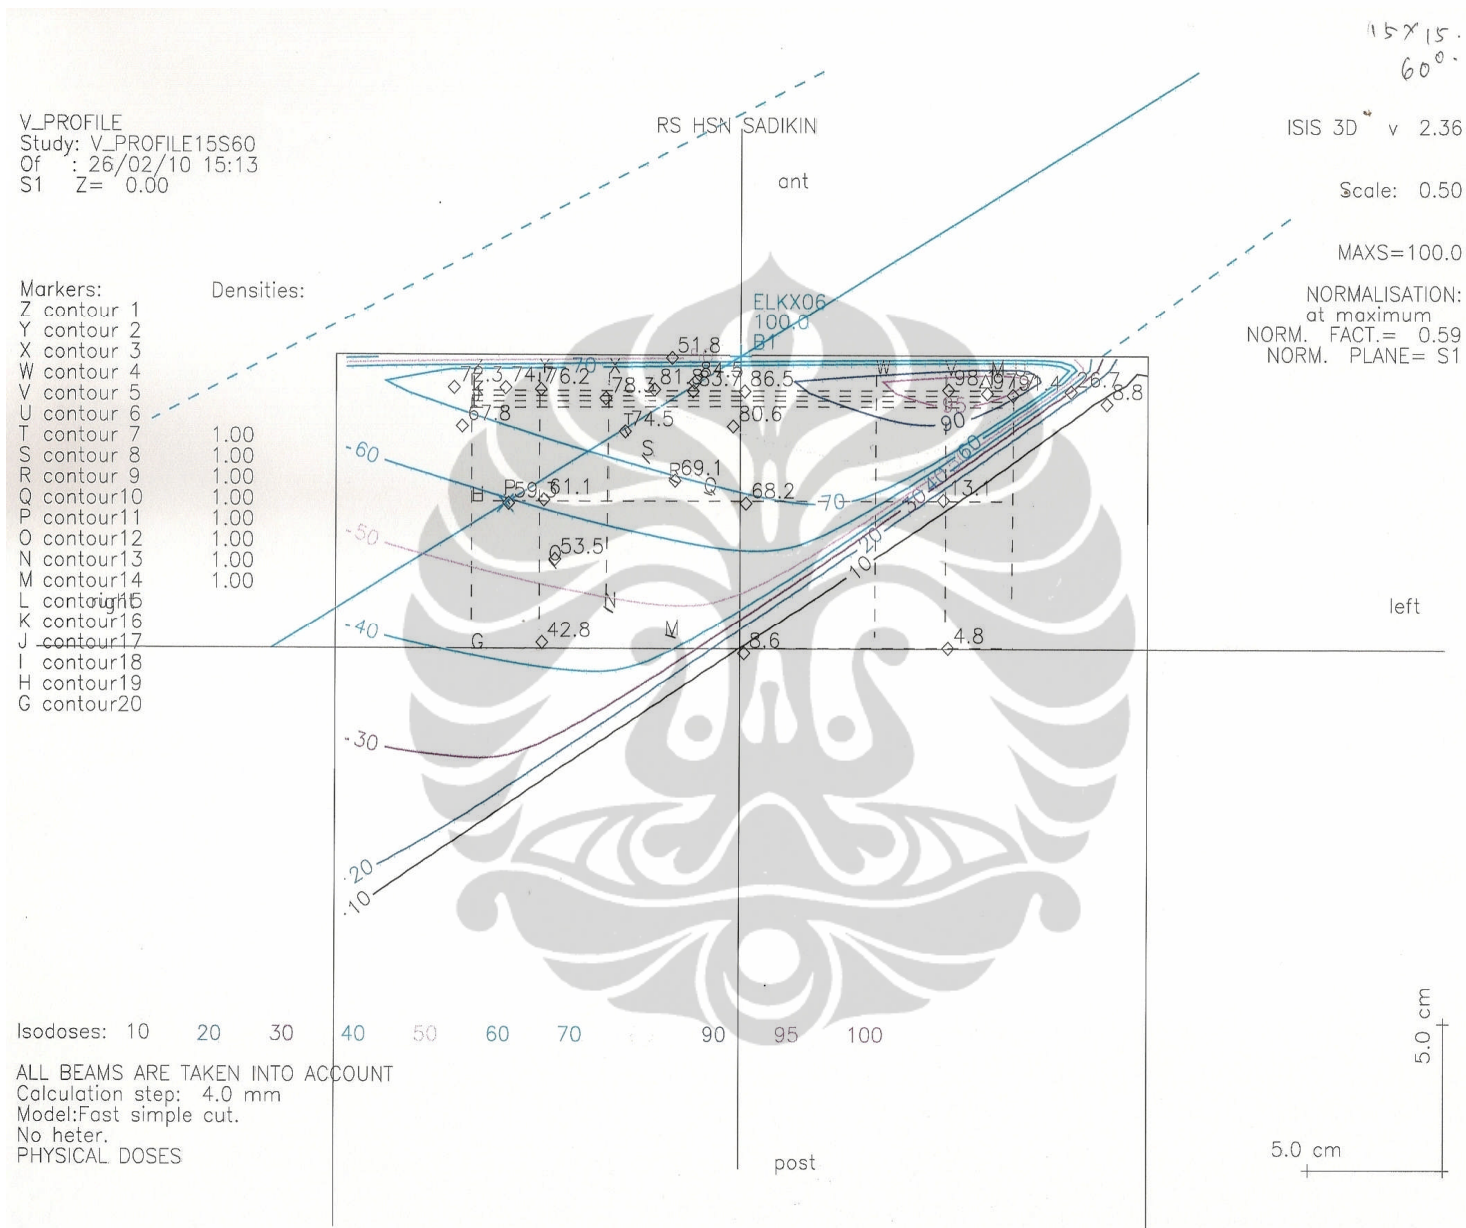 15X15.
60°.
V_PROFILE
Study: V_PROFILE15S60
Of : 26/02/10 15:13
S1 Z= 0.00
RS HSN SADIKIN
ant
ISIS 3D v 2.36
Scale: 0.50
MAXS=100.0
NORMALISATION:
at maximum
NORM. FACT.= 0.59
NORM. PLANE= S1
Markers: Densities:
Z contour 1
Y contour 2
X contour 3
W contour 4
V contour 5
U contour 6
T contour 7 1.00
S contour 8 1.00
R contour 9 1.00
Q contour10 1.00
P contour11 1.00
O contour12 1.00
N contour13 1.00
M contour14 1.00
L contour15
right
K contour16
J contour17
I contour18
H contour19
G contour20
ELKX06
100.0
B1
51.8
70
X W V M
76.2 78.3 86.5 26.7 8.8
95
67.8 T 74.5 80.6 90
S
-60
R 69.1
P 61.1 68.2 -70 13.1
60
40
30
20
10
-50
53.5
N
-40
M
G 42.8 8.6 4.8
left
-30
20
10
Isodoses: 10 20 30 40 50 60 70 90 95 100
ALL BEAMS ARE TAKEN INTO ACCOUNT
Calculation step: 4.0 mm
Model:Fast simple cut.
No heter.
PHYSICAL DOSES
post
5.0 cm
5.0 cm